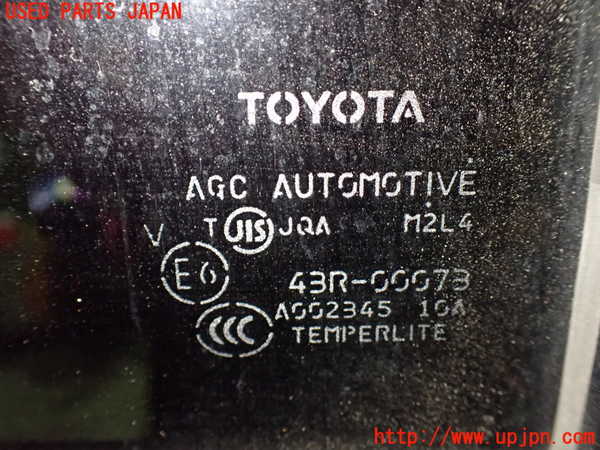 USED PARTS JAPAN
TOYOTA
AGC AUTOMOTIVE
T JIS JQA M2L4
V
E6 43R-00073
CCC A002345 10A
TEMPERLITE
http://www.upjpn.com